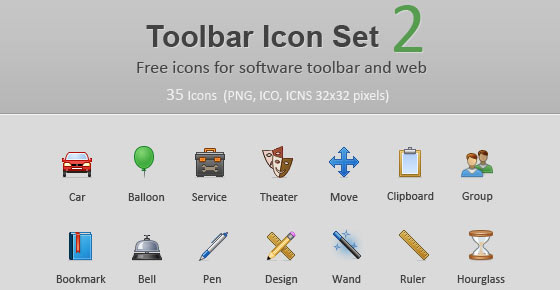 Toolbar Icon Set 2
Free icons for software toolbar and web
35 Icons (PNG, ICO, ICNS 32x32 pixels)
Car Balloon Service Theater Move Clipboard Group
Bookmark Bell Pen Design Wand Ruler Hourglass